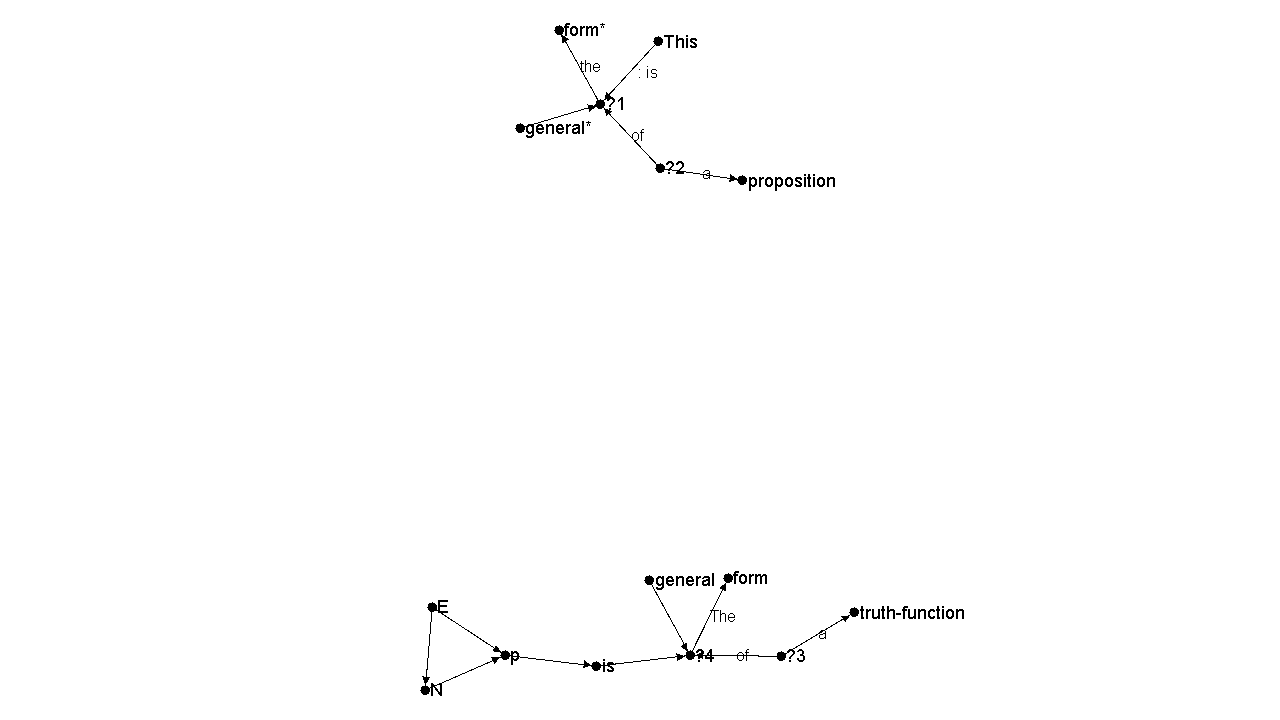 form*
This
the
: is
?1
general*
of
?2
a
proposition
general
form
E
The
truth-function
a
p
?4
of
?3
is
N